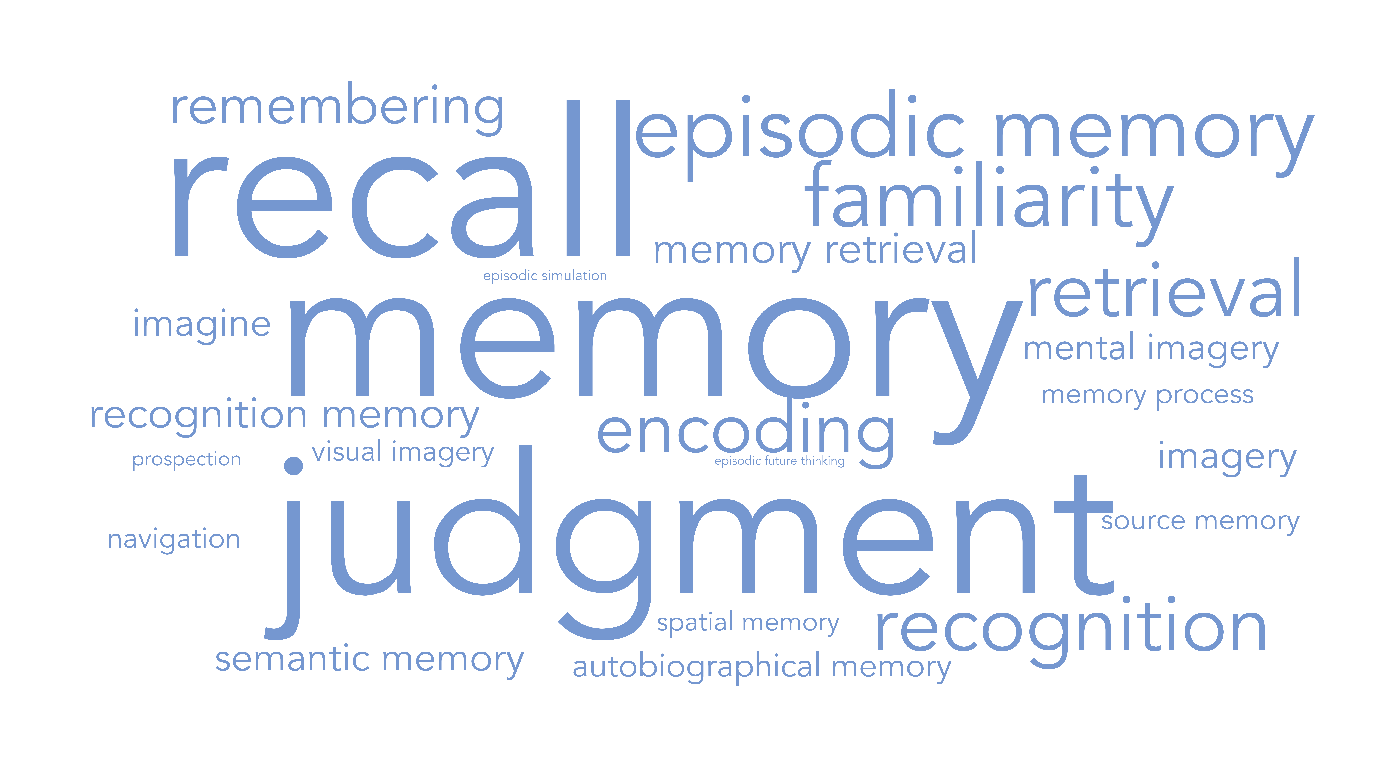 remembering
recall
episodic memory
familiarity
memory retrieval
episodic simulation
imagine
memory
retrieval
mental imagery
memory process
recognition memory
encoding
prospection
visual imagery
episodic future thinking
imagery
navigation
judgment
source memory
spatial memory
recognition
semantic memory
autobiographical memory